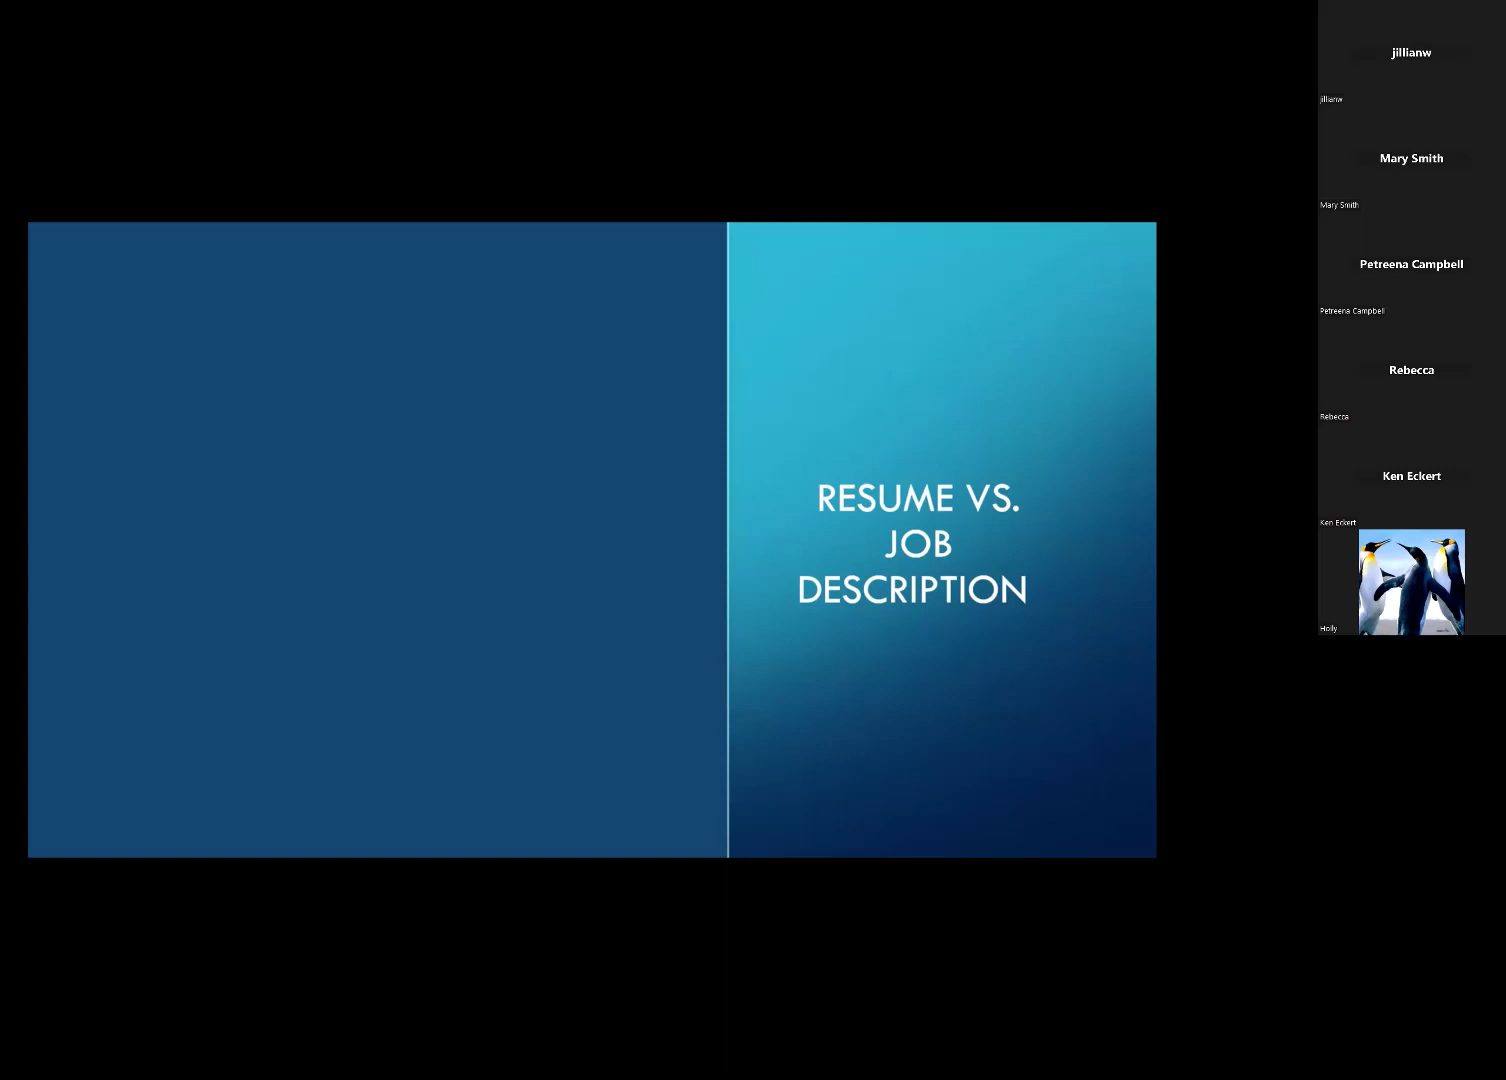 RESUME VS.
JOB
DESCRIPTION
jillianw
jillianw
Mary Smith
Mary Smith
Petreena Campbell
Petreena Campbell
Rebecca
Rebecca
Ken Eckert
Ken Eckert
Holly